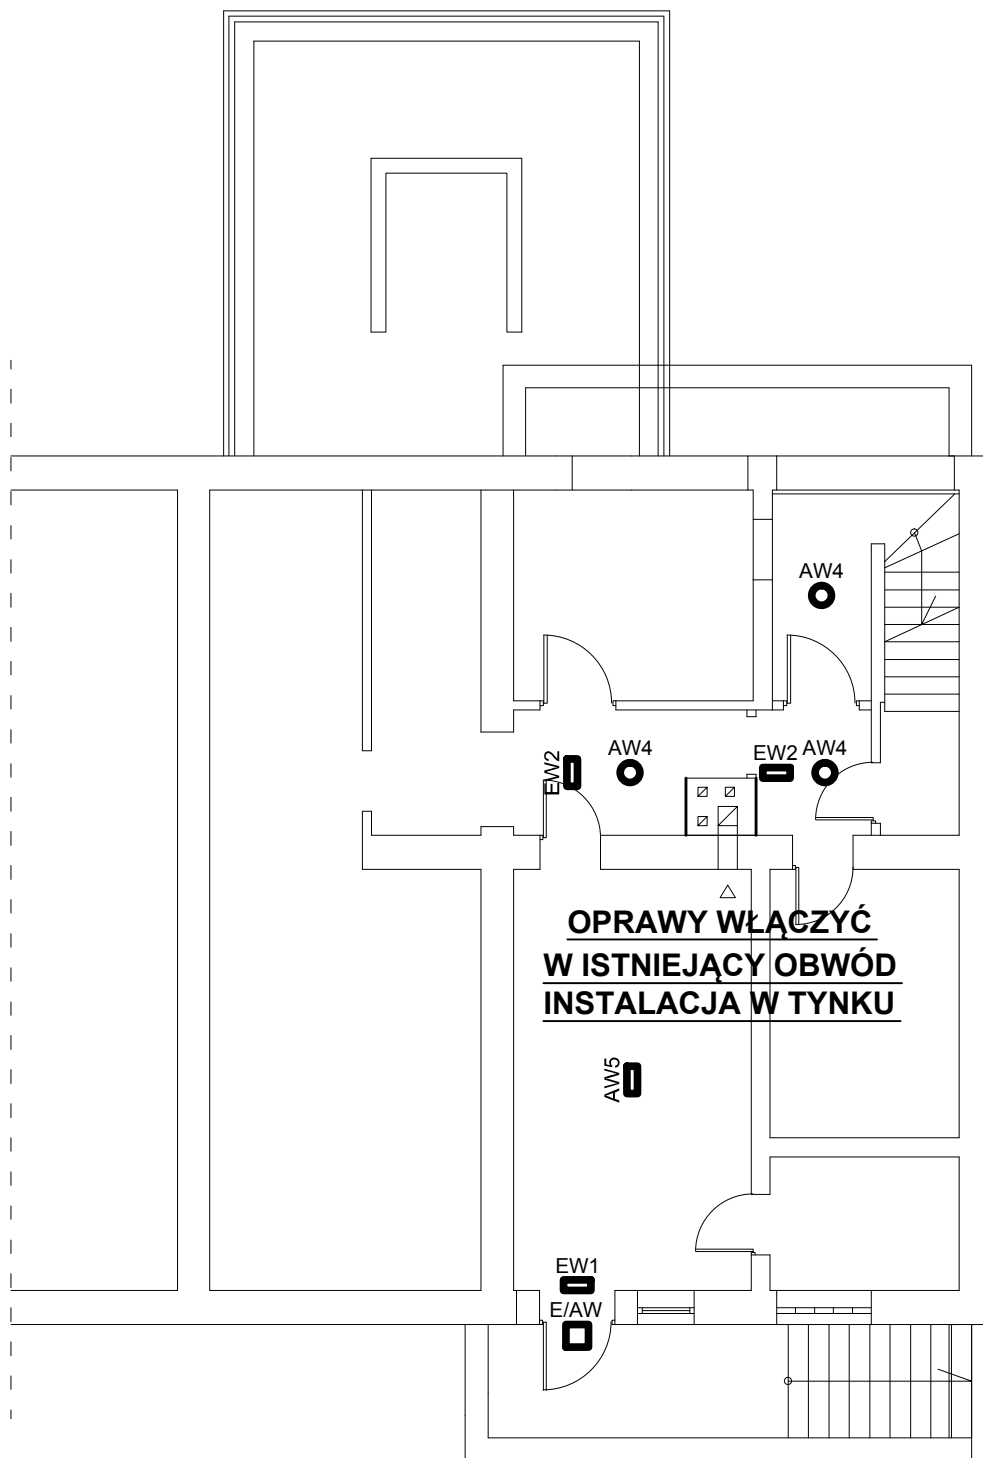 AW4
EW2
AW4
EW2
AW4
OPRAWY WŁĄCZYĆ
W ISTNIEJĄCY OBWÓD
INSTALACJA W TYNKU
AW5
EW1
E/AW